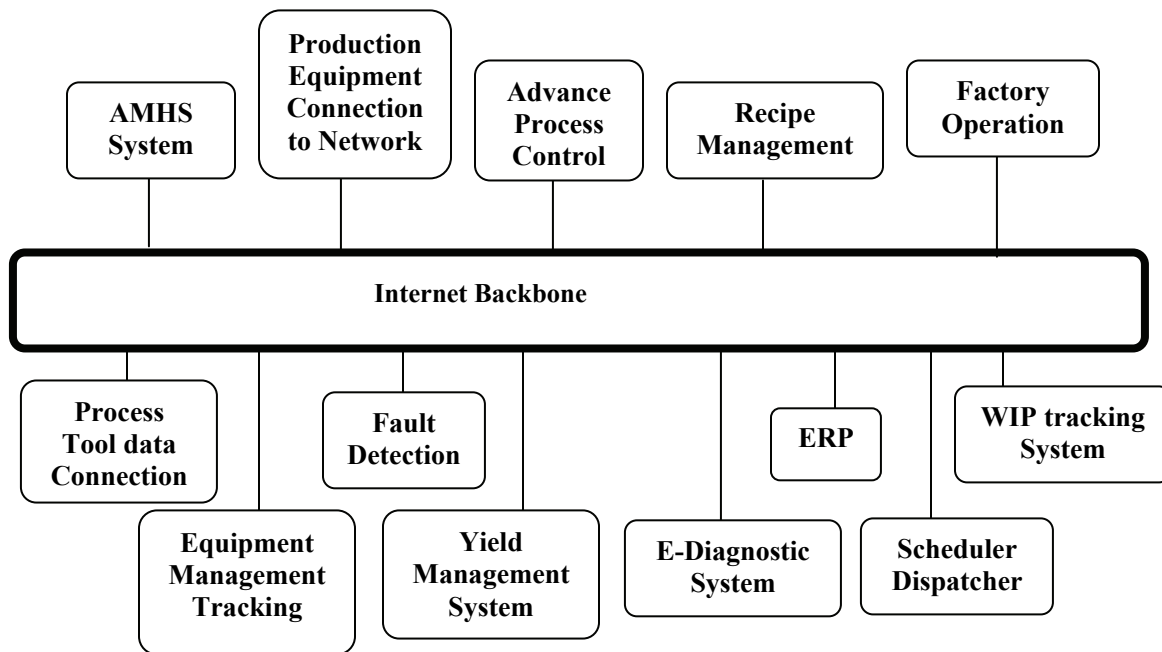 AMHS
System
Production
Equipment
Connection
to Network
Advance
Process
Control
Recipe
Management
Factory
Operation
Internet Backbone
Process
Tool data
Connection
Equipment
Management
Tracking
Fault
Detection
Yield
Management
System
E-Diagnostic
System
ERP
Scheduler
Dispatcher
WIP tracking
System